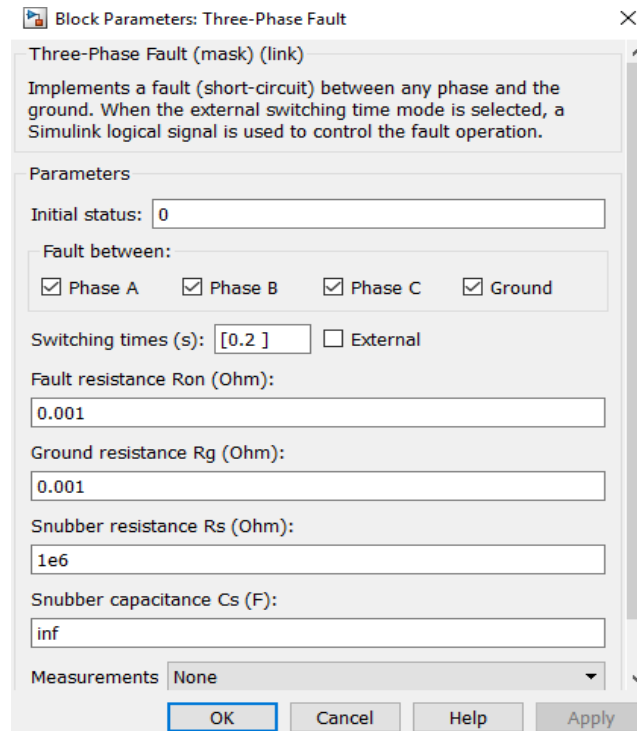 Block Parameters: Three-Phase Fault
Three-Phase Fault (mask) (link)
Implements a fault (short-circuit) between any phase and the
ground. When the external switching time mode is selected, a
Simulink logical signal is used to control the fault operation.
Parameters
Initial status: 0
Fault between:
Phase A Phase B Phase C Ground
Switching times (s): [0.2 ] External
Fault resistance Ron (Ohm):
0.001
Ground resistance Rg (Ohm):
0.001
Snubber resistance Rs (Ohm):
1e6
Snubber capacitance Cs (F):
inf
Measurements None
OK Cancel Help Apply